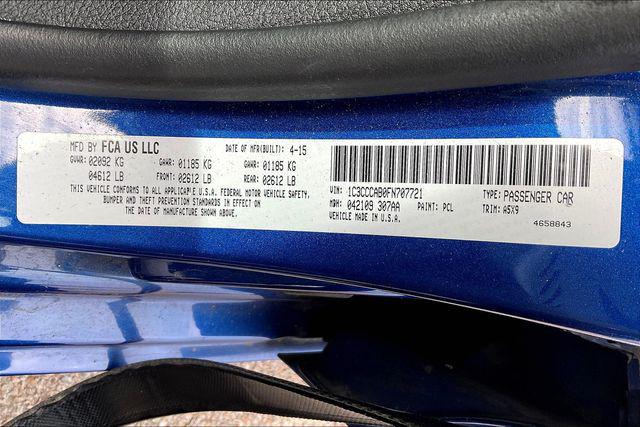 MFD BY FCA US LLC DATE OF MFR(BUILT) 4-15
GVWR: 02092 KG GAWR: 01185 KG GAWR: 01185 KG
04612 LB FRONT: 02612 LB REAR: 02612 LB
THIS VEHICLE CONFORMS TO ALL APPLICABLE U.S.A. FEDERAL MOTOR VEHICLE SAFETY,
BUMPER AND THEFT PREVENTION STANDARDS IN EFFECT ON
THE DATE OF MANUFACTURE SHOWN ABOVE.
VIN: 1C3CCCAB0FN707721 TYPE: PASSENGER CAR
MDH: 042109 307AA PAINT: PCL TRIM: A5X9
VEHICLE MADE IN U.S.A. 4658843